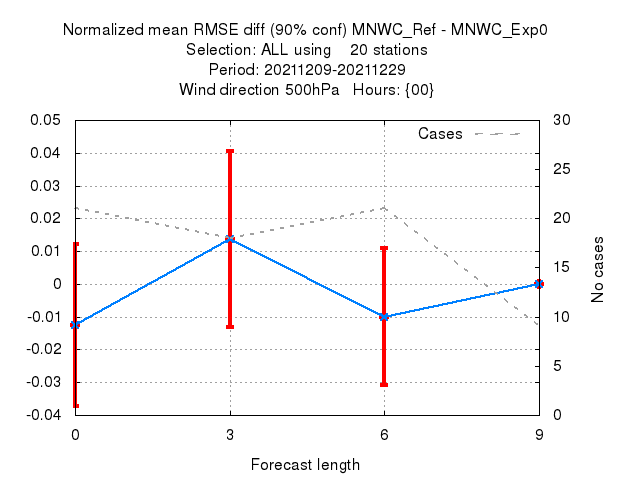 Normalized mean RMSE diff (90% conf) MNWC_Ref - MNWC_Exp0
Selection: ALL using    20 stations
Period: 20211209-20211229
Wind direction 500hPa   Hours: {00}
Cases
0.05
0.04
0.03
0.02
0.01
0
-0.01
-0.02
-0.03
-0.04
30
25
20
15
10
5
0
No cases
0 3 6 9
Forecast length